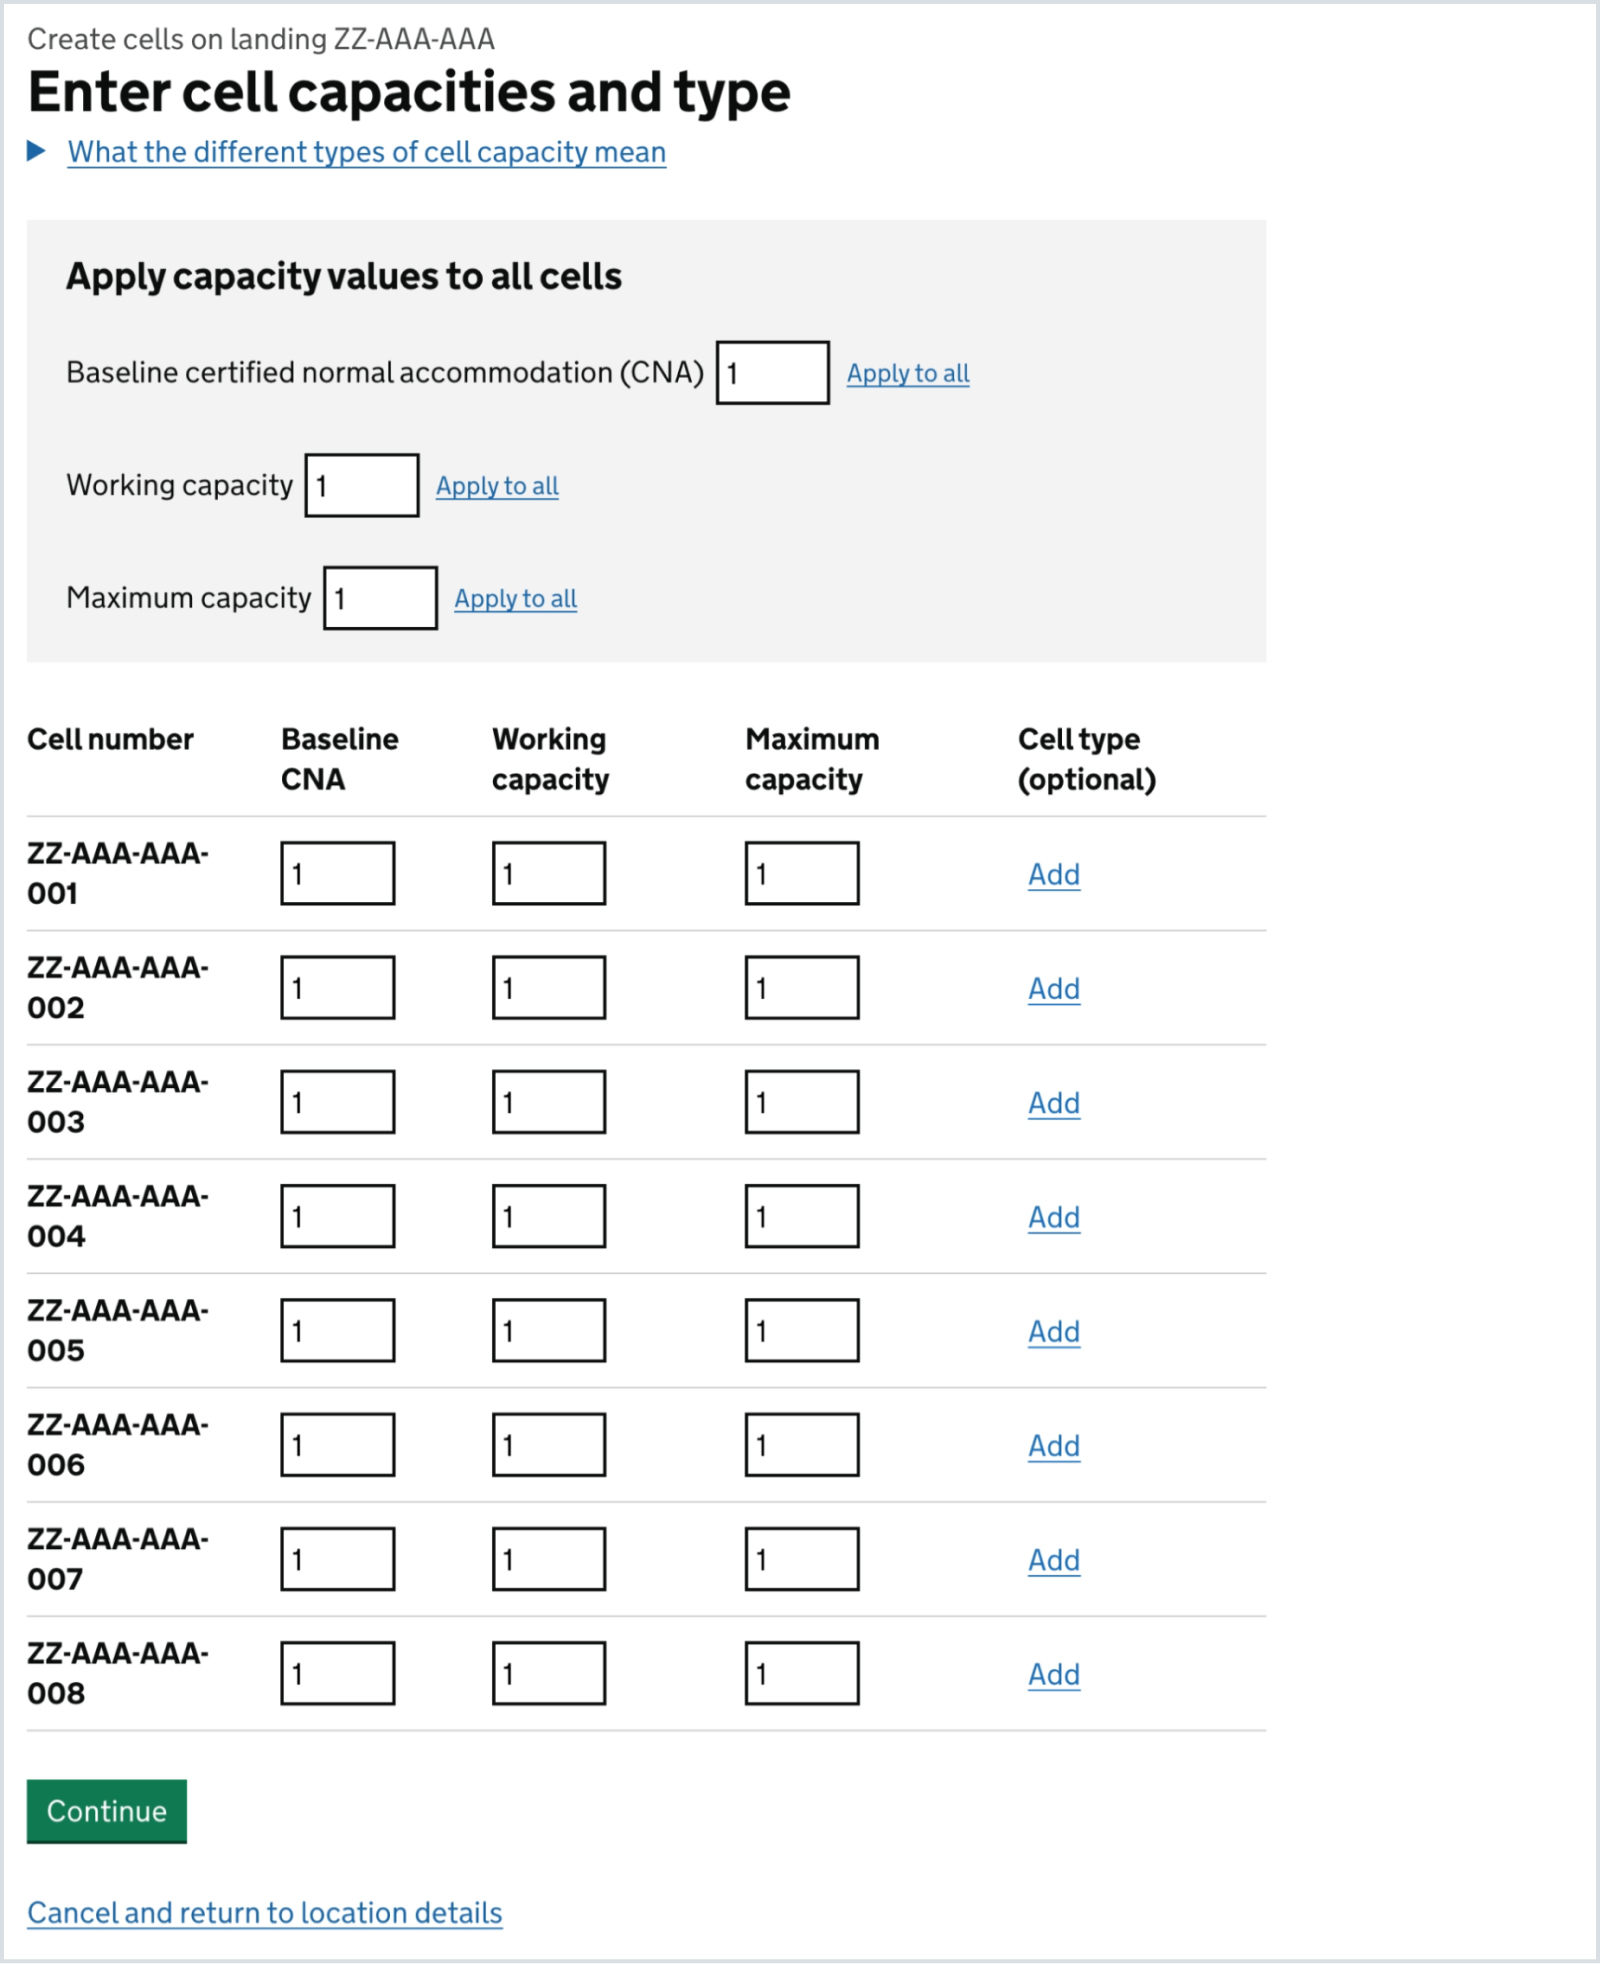 Create cells on landing ZZ-AAA-AAA
Enter cell capacities and type
What the different types of cell capacity mean
Apply capacity values to all cells
Baseline certified normal accommodation (CNA) 1 Apply to all
Working capacity 1 Apply to all
Maximum capacity 1 Apply to all
Cell number Baseline CNA Working capacity Maximum capacity Cell type (optional)
ZZ-AAA-AAA-001 1 1 1 Add
ZZ-AAA-AAA-002 1 1 1 Add
ZZ-AAA-AAA-003 1 1 1 Add
ZZ-AAA-AAA-004 1 1 1 Add
ZZ-AAA-AAA-005 1 1 1 Add
ZZ-AAA-AAA-006 1 1 1 Add
ZZ-AAA-AAA-007 1 1 1 Add
ZZ-AAA-AAA-008 1 1 1 Add
Continue
Cancel and return to location details